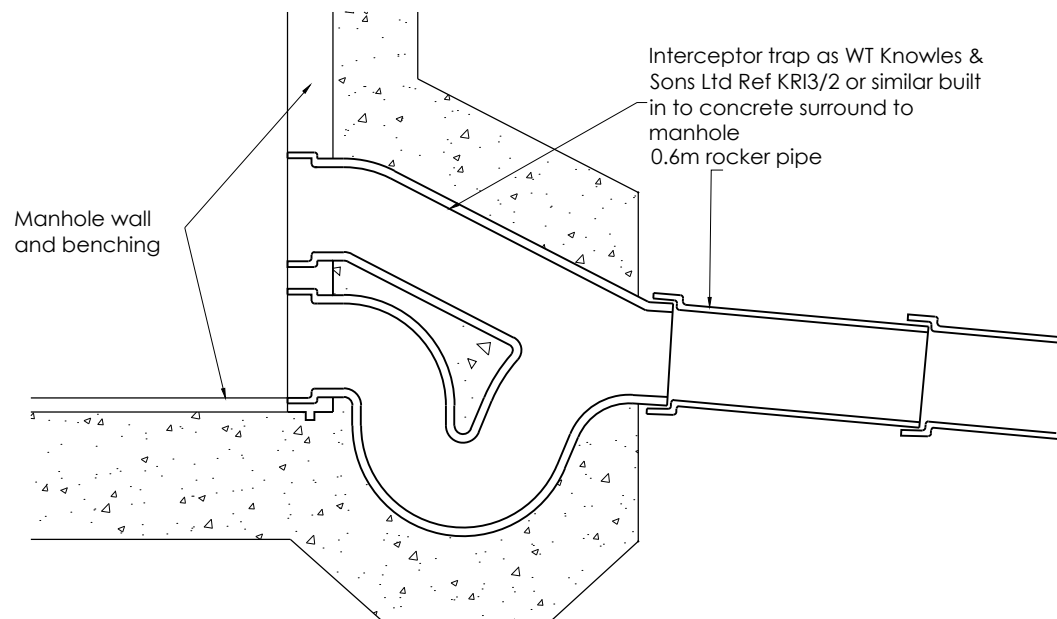 Interceptor trap as WT Knowles &
Sons Ltd Ref KRI3/2 or similar built
in to concrete surround to
manhole
0.6m rocker pipe
Manhole wall
and benching